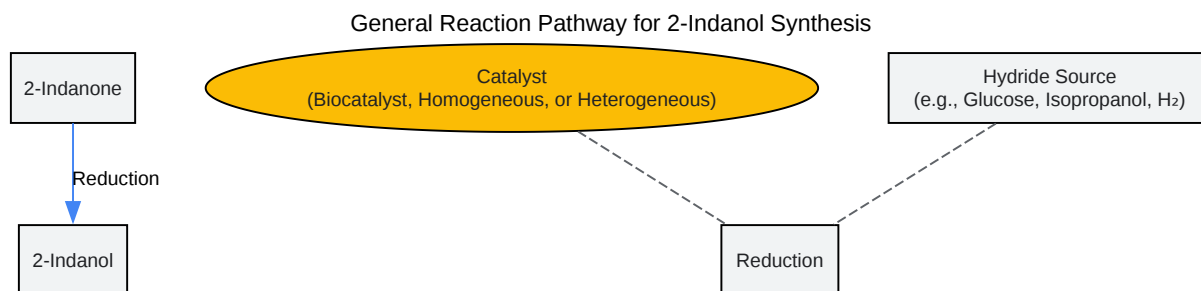 General Reaction Pathway for 2-Indanol Synthesis
2-Indanone
Catalyst
(Biocatalyst, Homogeneous, or Heterogeneous)
Hydride Source
(e.g., Glucose, Isopropanol, H₂)
Reduction
2-Indanol
Reduction